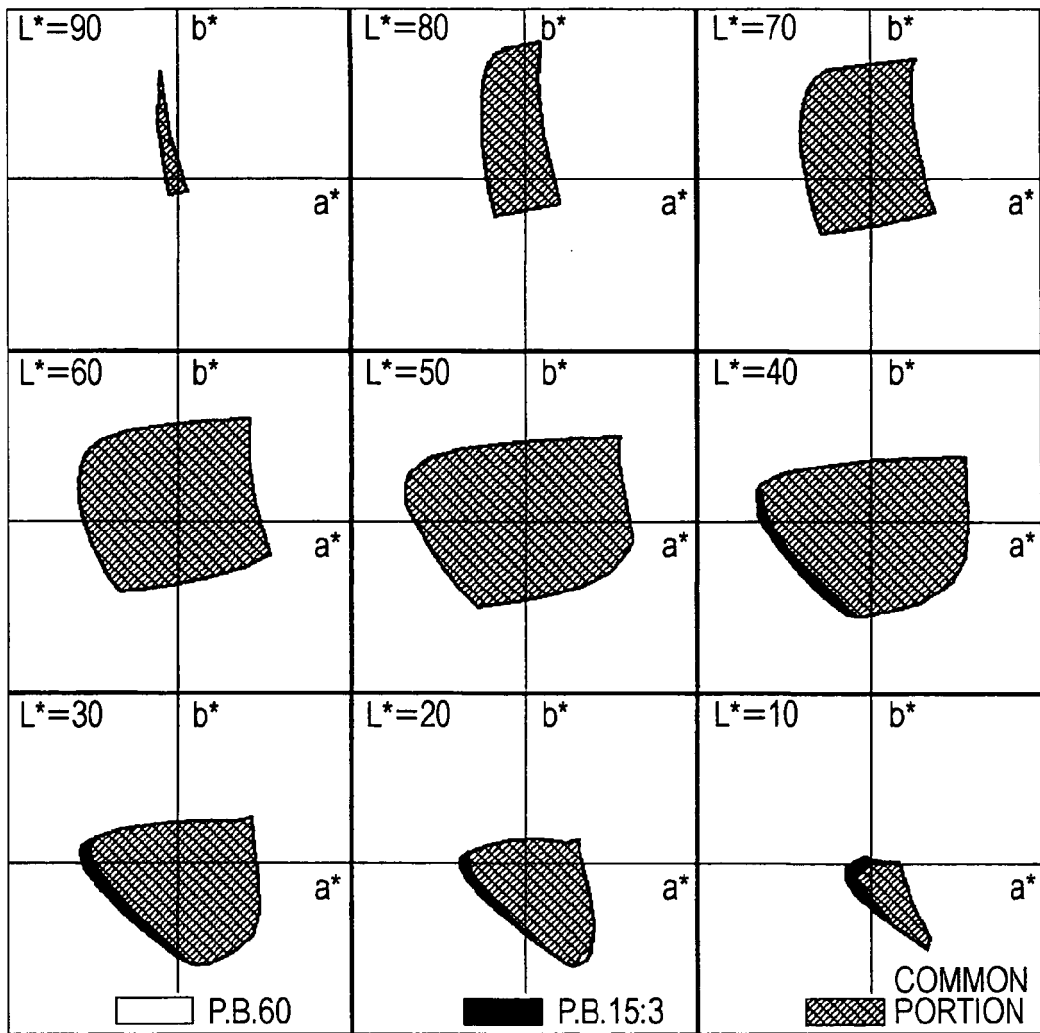 L*=90 b*
a*
L*=80 b*
a*
L*=70 b*
a*
L*=60 b*
a*
L*=50 b*
a*
L*=40 b*
a*
L*=30 b*
a*
L*=20 b*
a*
L*=10 b*
a*
P.B.60
P.B.15:3
COMMON
PORTION